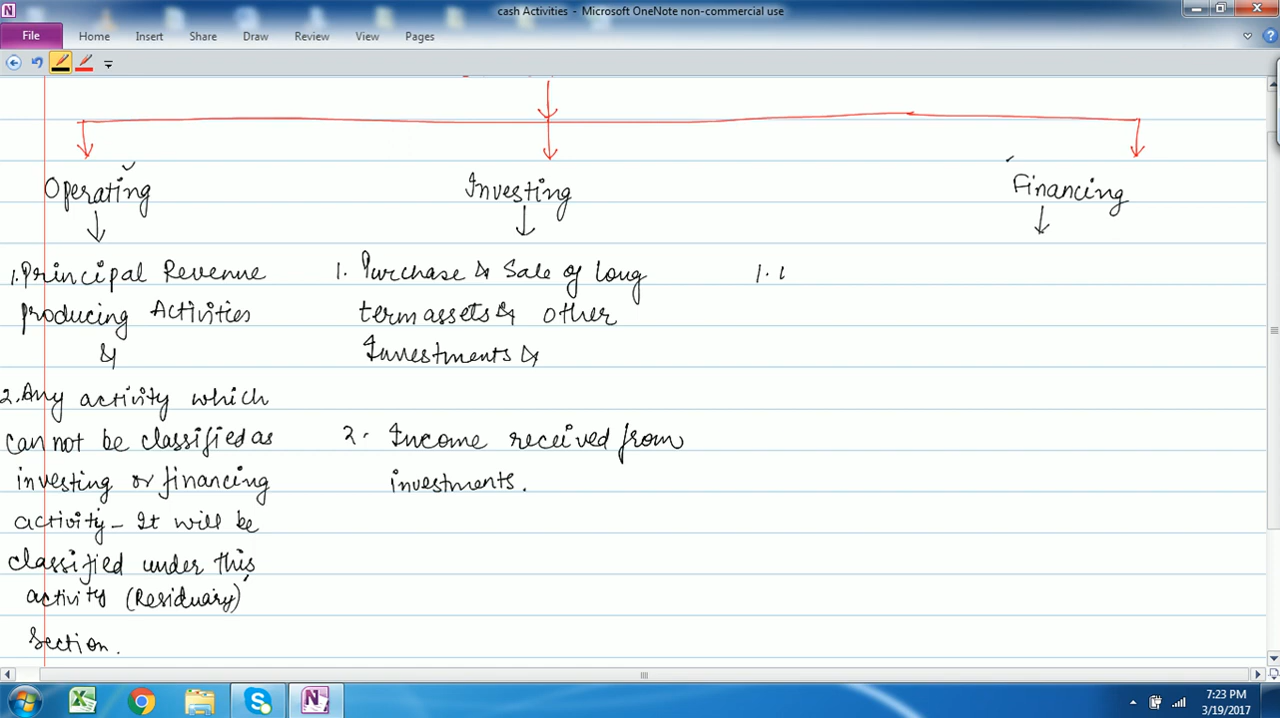 cash Activities - Microsoft OneNote non-commercial use
File Home Insert Share Draw Review View Pages
Operating Investing Financing
1. Principal Revenue
producing Activities
&
2. Any activity which
can not be classified as
investing or financing
activity - It will be
classified under this
activity (Residuary)
section.
1. Purchase & Sale of long
term assets & other
Investments &
2. Income received from
investments.
1.
7:23 PM
3/19/2017